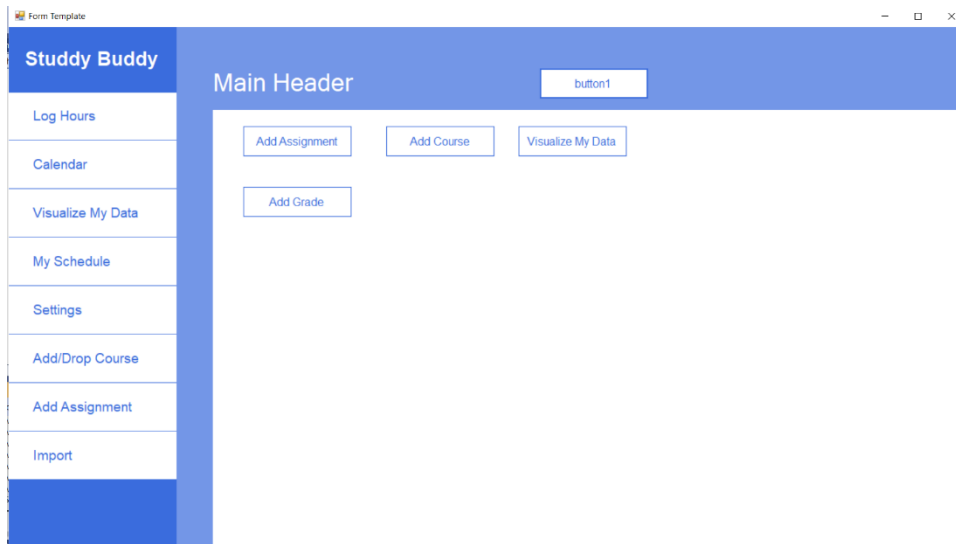 Form Template
Studdy Buddy
Log Hours
Calendar
Visualize My Data
My Schedule
Settings
Add/Drop Course
Add Assignment
Import
Main Header
button1
Add Assignment
Add Course
Visualize My Data
Add Grade